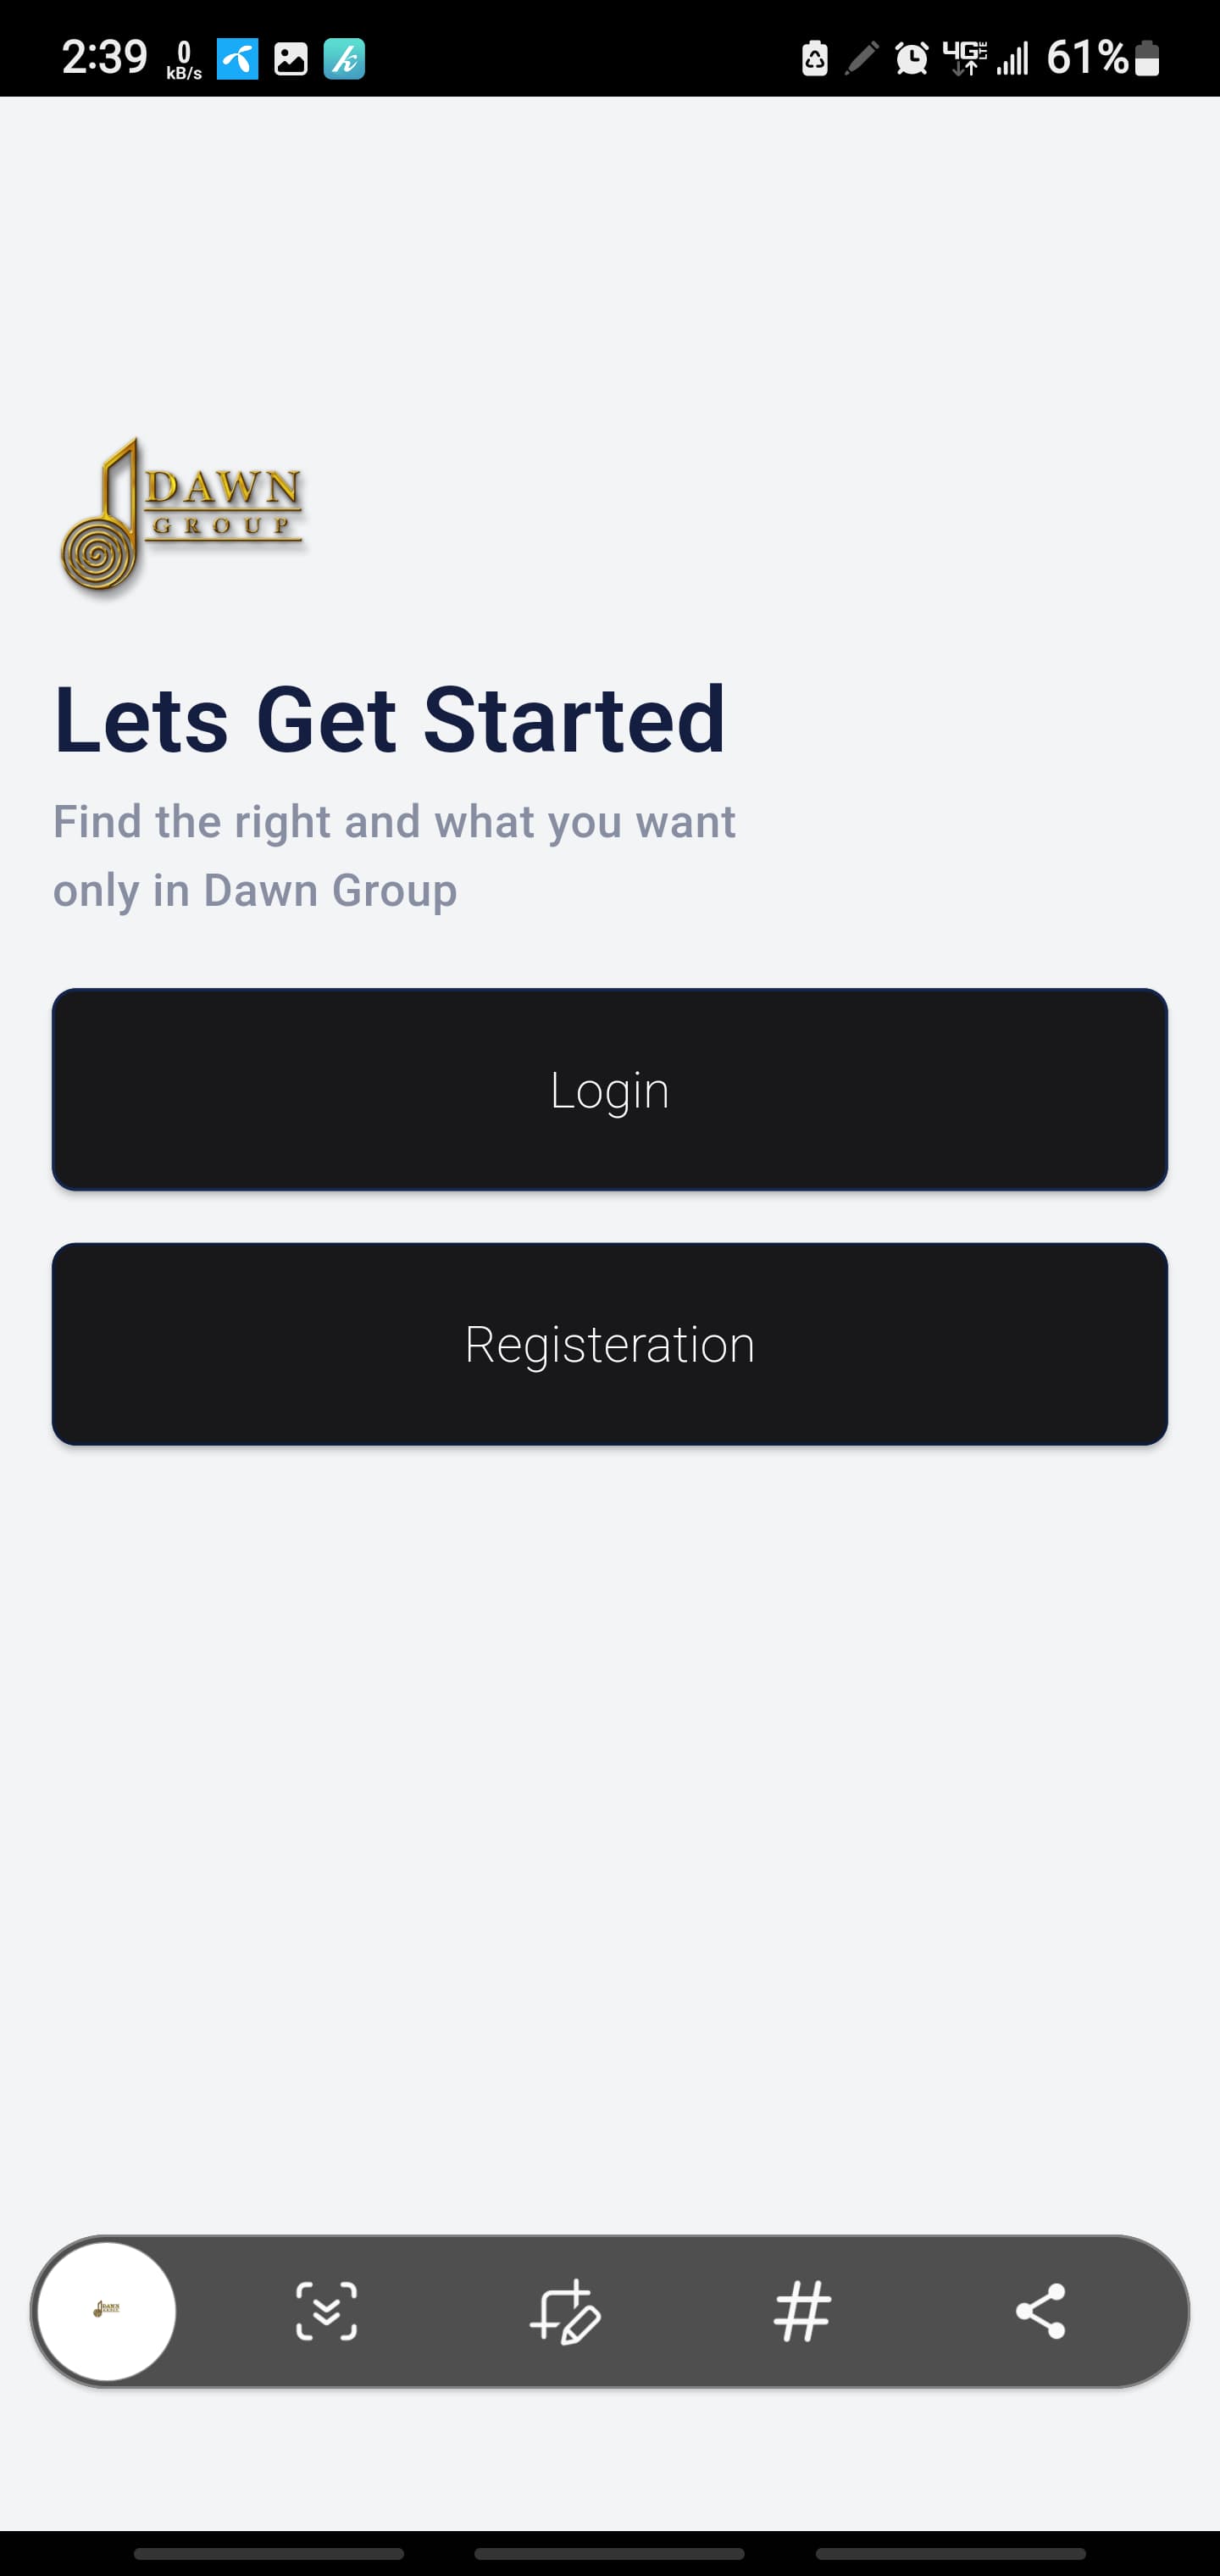 2:39 0 kB/s 4G LTE 61%
DAWN
GROUP
Lets Get Started
Find the right and what you want
only in Dawn Group
Login
Registeration